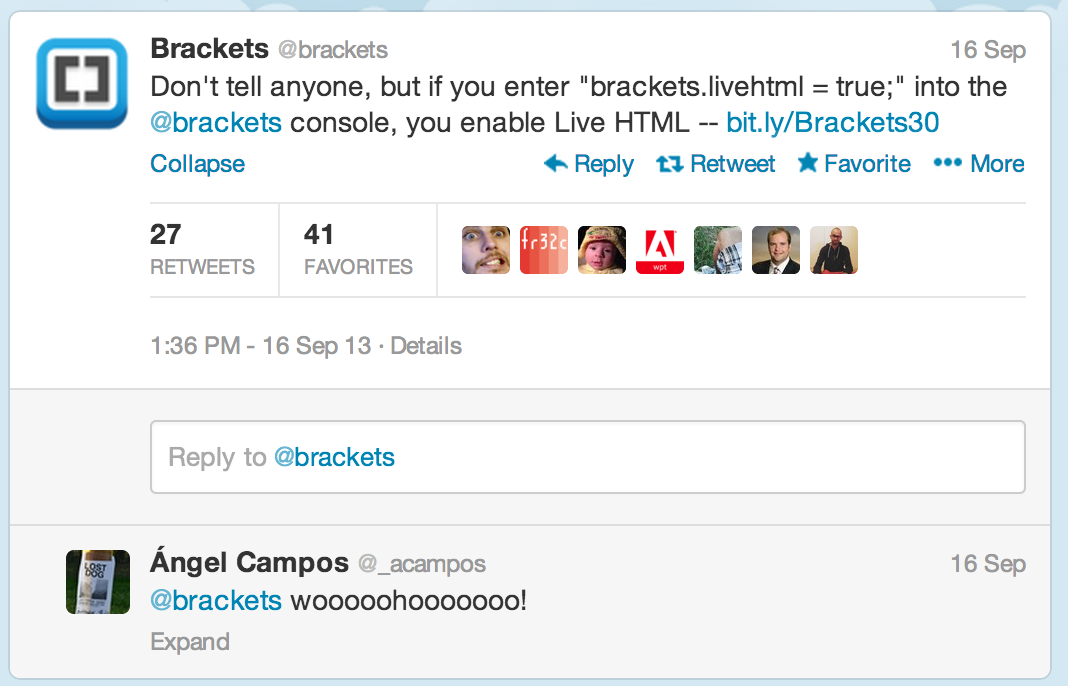 Brackets @brackets 16 Sep
Don't tell anyone, but if you enter "brackets.livehtml = true;" into the
@brackets console, you enable Live HTML -- bit.ly/Brackets30
Collapse Reply Retweet Favorite More
27 41
RETWEETS FAVORITES
fr32c
wpt
1:36 PM - 16 Sep 13 · Details
Reply to @brackets
Ángel Campos @_acampos 16 Sep
LOST
DOG
@brackets wooooohooooooo!
Expand